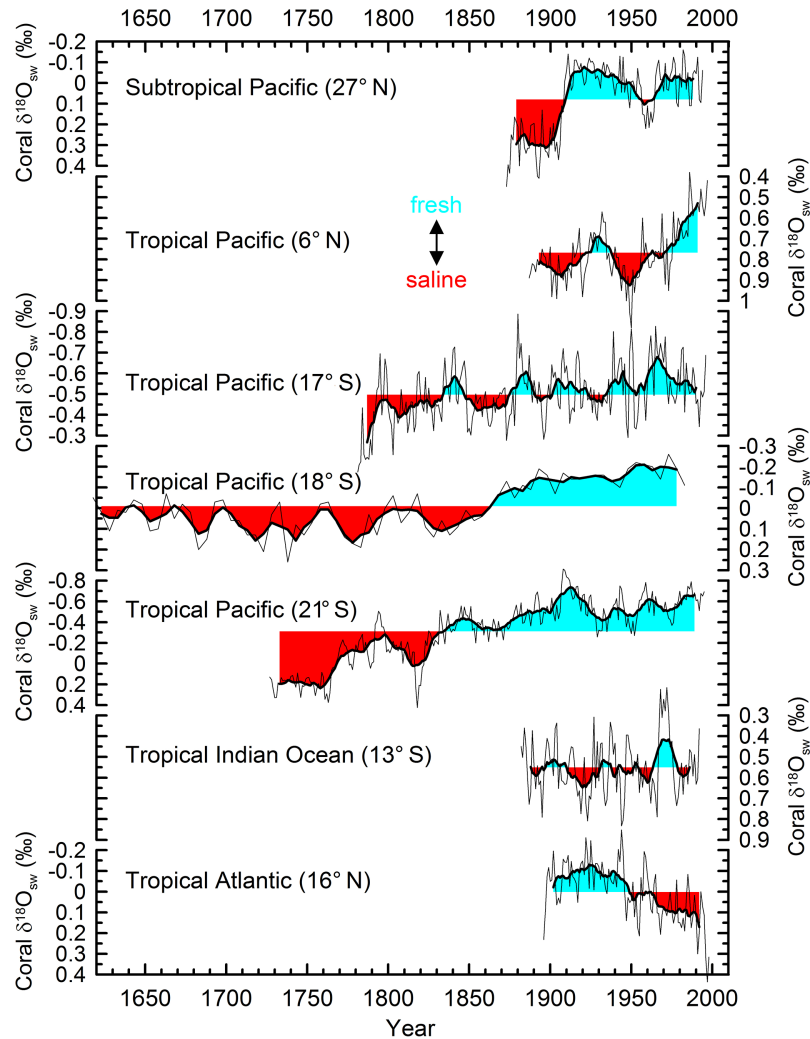 1650 1700 1750 1800 1850 1900 1950 2000
-0.2
-0.1
0
0.1
0.2
0.3
0.4
Coral δ¹⁸Oₛw (‰)
Subtropical Pacific (27° N)
0.4
0.5
0.6
0.7
0.8
0.9
1
Coral δ¹⁸Oₛw (‰)
Tropical Pacific (6° N)
fresh
saline
-0.9
-0.8
-0.7
-0.6
-0.5
-0.4
-0.3
Coral δ¹⁸Oₛw (‰)
Tropical Pacific (17° S)
-0.3
-0.2
-0.1
0
0.1
0.2
0.3
Coral δ¹⁸Oₛw (‰)
Tropical Pacific (18° S)
-0.8
-0.6
-0.4
-0.2
0
0.2
0.4
Coral δ¹⁸Oₛw (‰)
Tropical Pacific (21° S)
0.3
0.4
0.5
0.6
0.7
0.8
0.9
Coral δ¹⁸Oₛw (‰)
Tropical Indian Ocean (13° S)
-0.2
-0.1
0
0.1
0.2
0.3
0.4
Coral δ¹⁸Oₛw (‰)
Tropical Atlantic (16° N)
1650 1700 1750 1800 1850 1900 1950 2000
Year